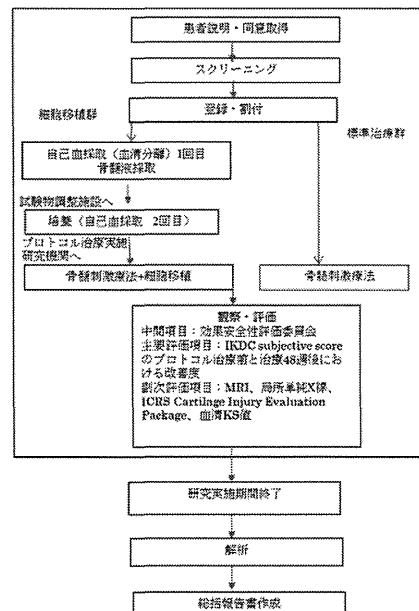 患者説明・同意取得
スクリーニング
登録・割付
細胞移植群
標準治療群
自己血採取（血清分離）1回目
骨髄液採取
試験物調整施設へ
培養（自己血採取 2回目）
プロトコル治療実施
研究機関へ
骨髄刺激療法+細胞移植
骨髄刺激療法
観察・評価
中間項目：効果安全性評価委員会
主要評価項目：IKDC subjective score
のプロトコル治療前と治療48週後にお
ける改善度
副次評価項目：MRI、局所単純X線、
ICRS Cartilage Injury Evaluation
Package、血清KS値
研究実施期間終了
解析
総括報告書作成